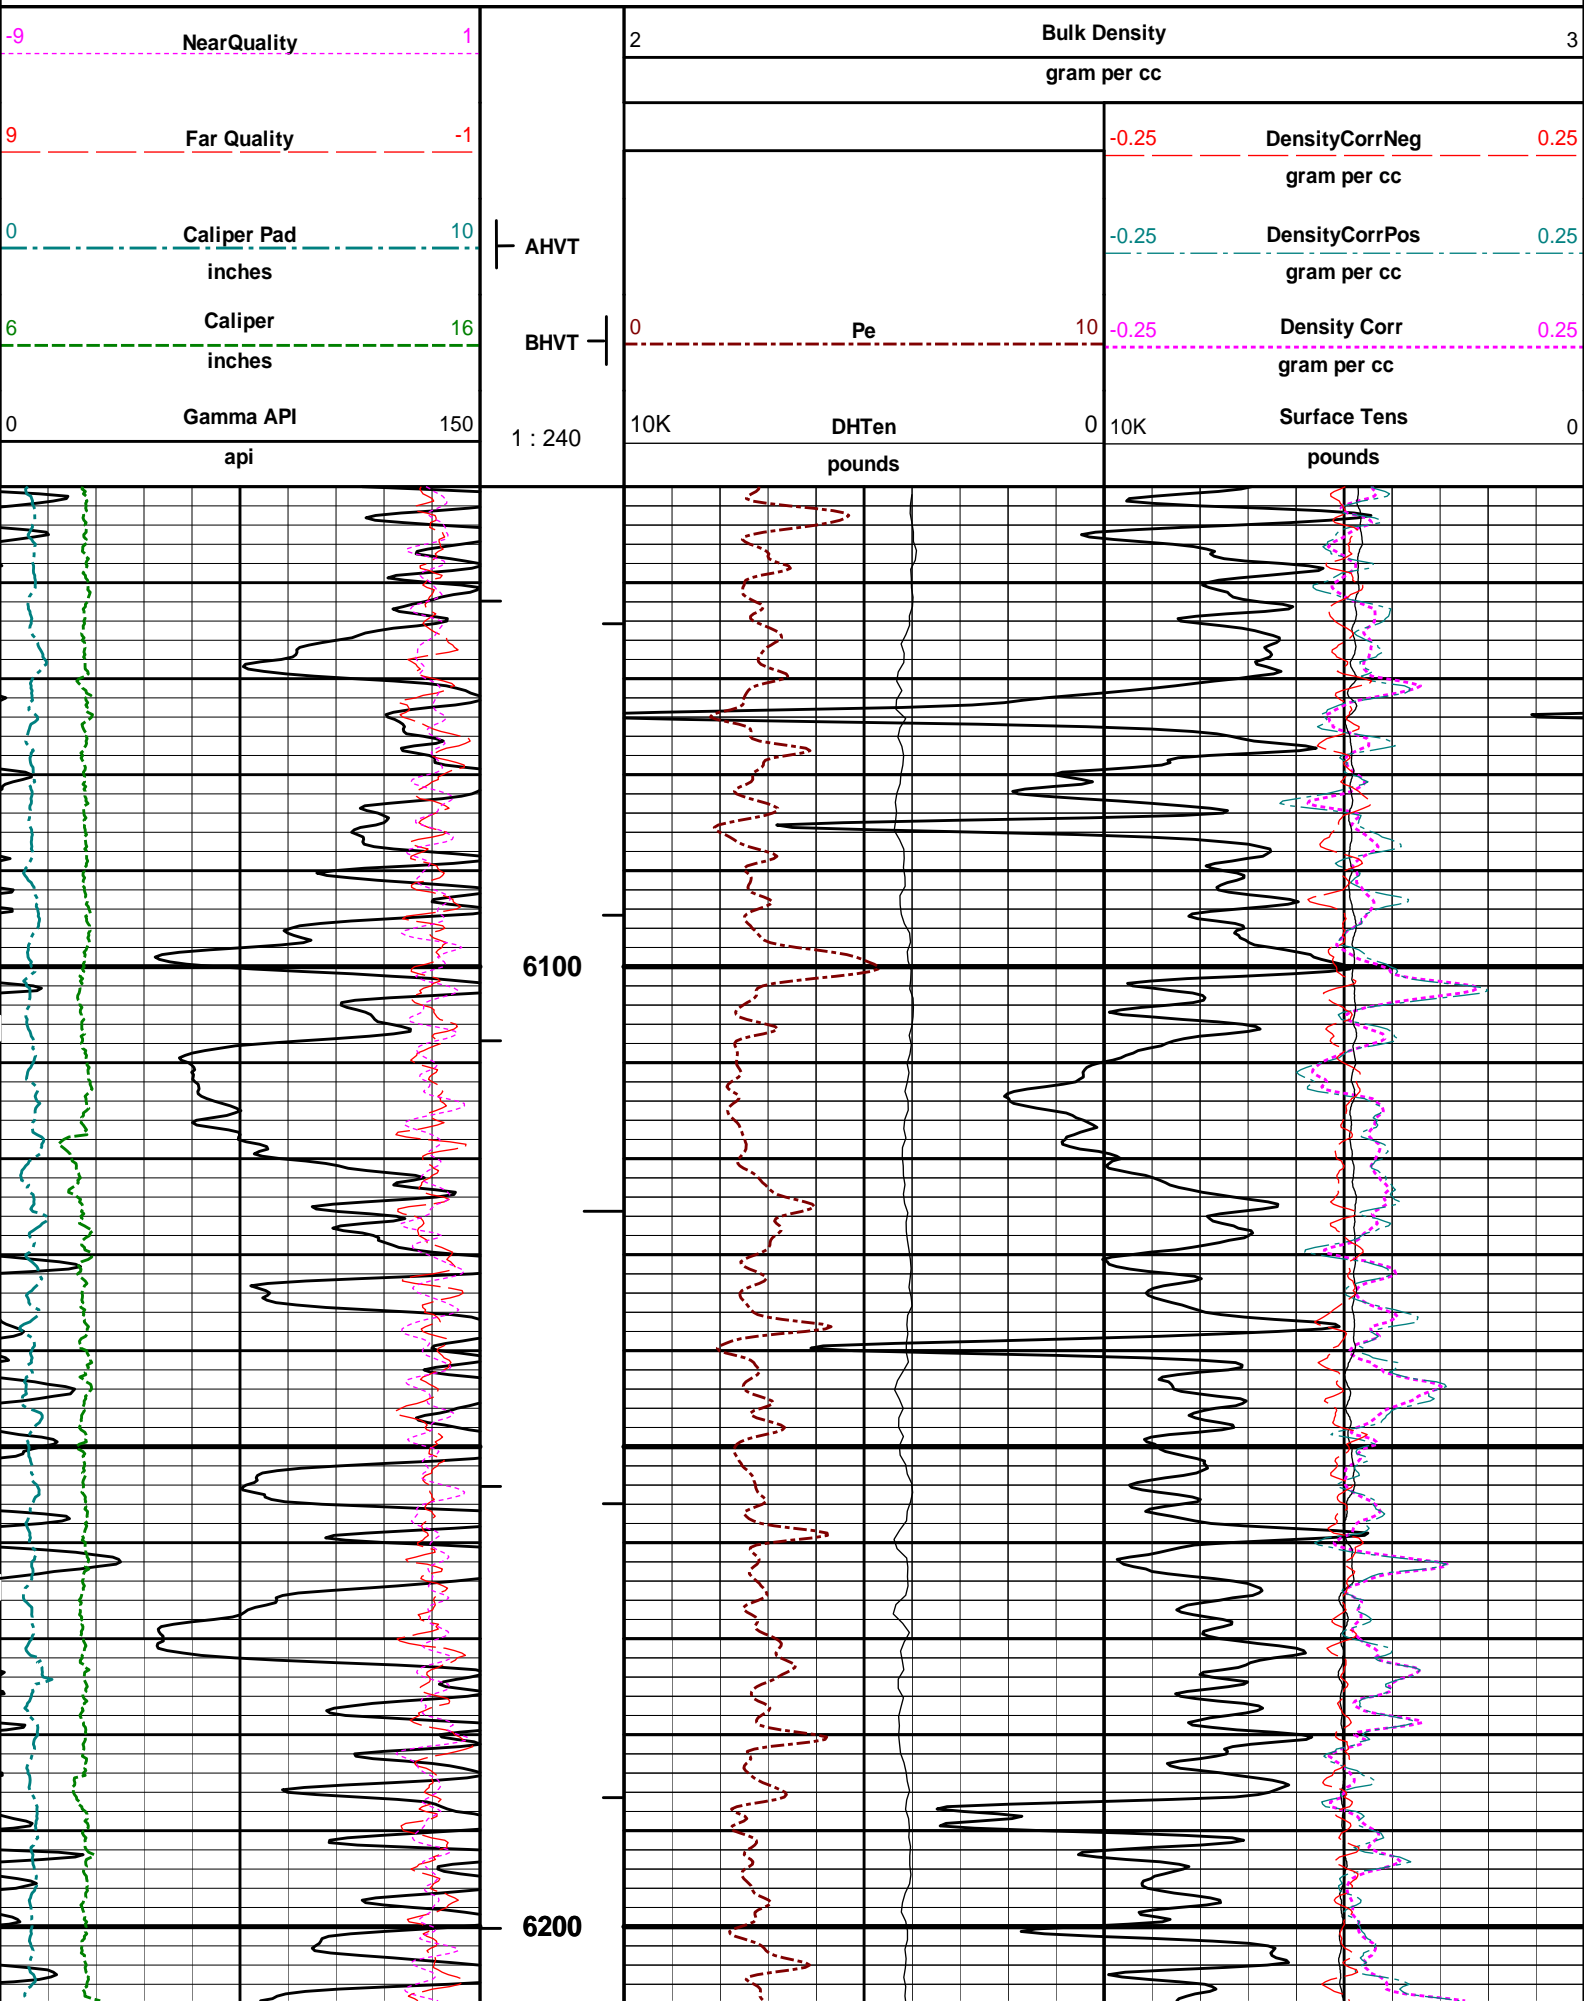 -9 NearQuality 1
9 Far Quality -1
0 Caliper Pad 10
inches
6 Caliper 16
inches
0 Gamma API 150
api
AHVT
BHVT
1 : 240
2 Bulk Density 3
gram per cc
0 Pe 10
10K DHTen 0
pounds
-0.25 DensityCorrNeg 0.25
gram per cc
-0.25 DensityCorrPos 0.25
gram per cc
-0.25 Density Corr 0.25
gram per cc
10K Surface Tens 0
pounds
6100
6200